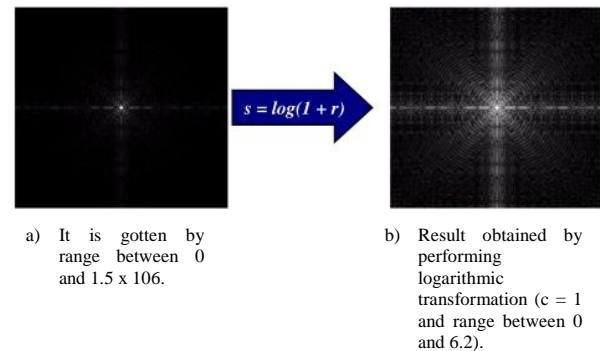 s = log(1 + r)
a) It is gotten by
range between 0
and 1.5 x 106.
b) Result obtained by
performing
logarithmic
transformation (c = 1
and range between 0
and 6.2).